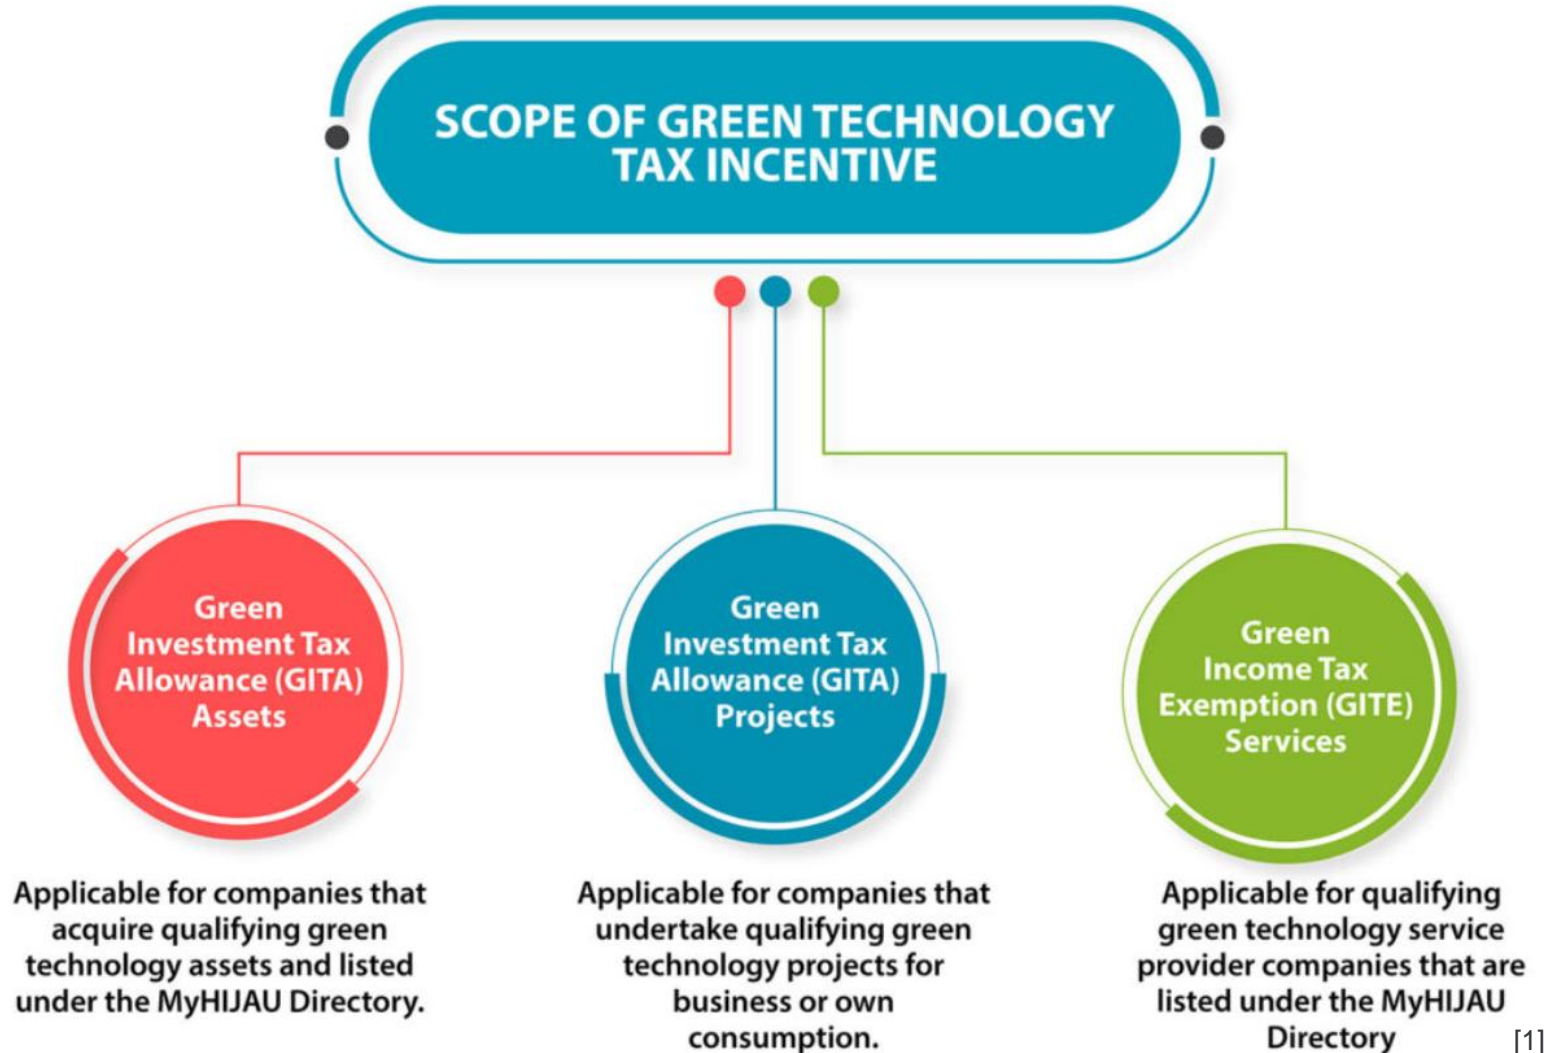 SCOPE OF GREEN TECHNOLOGY
TAX INCENTIVE
Green
Investment Tax
Allowance (GITA)
Assets
Applicable for companies that
acquire qualifying green
technology assets and listed
under the MyHIJAU Directory.
Green
Investment Tax
Allowance (GITA)
Projects
Applicable for companies that
undertake qualifying green
technology projects for
business or own
consumption.
Green
Income Tax
Exemption (GITE)
Services
Applicable for qualifying
green technology service
provider companies that are
listed under the MyHIJAU
Directory
[1]